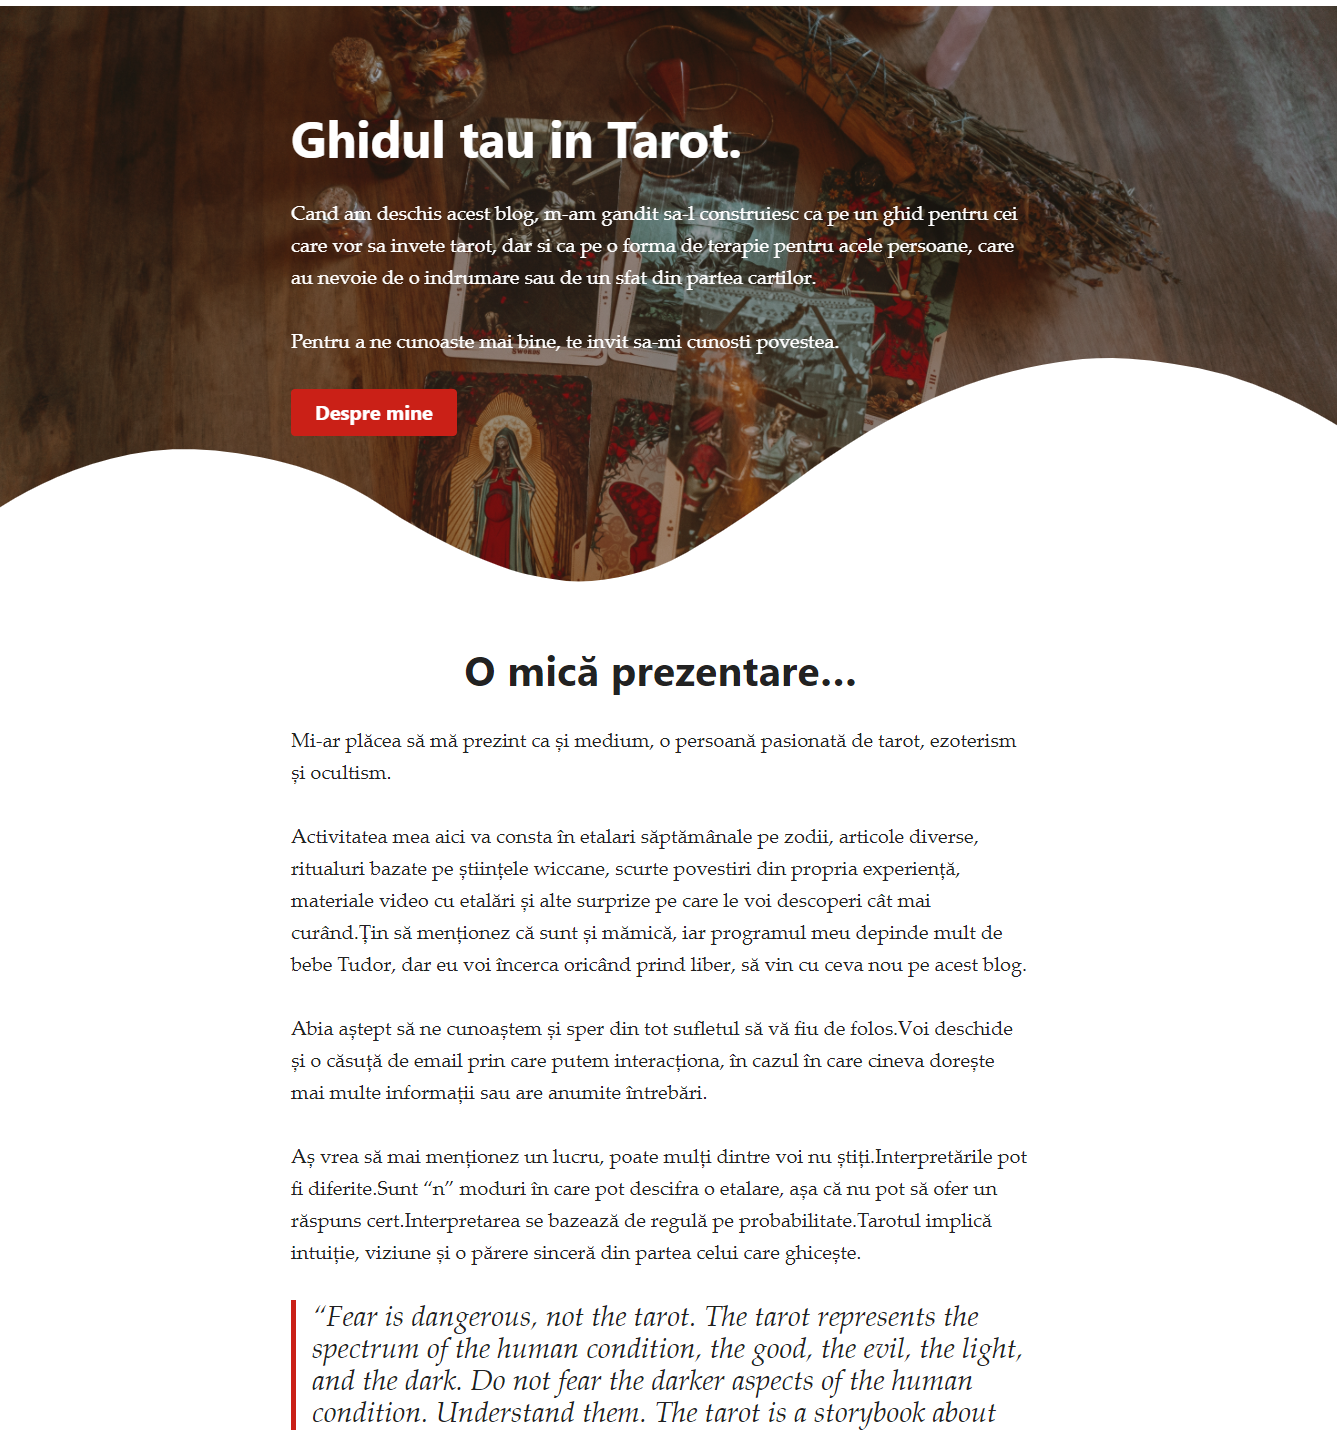 Ghidul tau in Tarot.
Cand am deschis acest blog, m-am gandit sa-l construiesc ca pe un ghid pentru cei
care vor sa invete tarot, dar si ca pe o forma de terapie pentru acele persoane, care
au nevoie de o indrumare sau de un sfat din partea cartilor.
Pentru a ne cunoaste mai bine, te invit sa-mi cunosti povestea.
SWORDS
III
Despre mine
O mică prezentare…
Mi-ar plăcea să mă prezint ca și medium, o persoană pasionată de tarot, ezoterism
și ocultism.
Activitatea mea aici va consta în etalari săptămânale pe zodii, articole diverse,
ritualuri bazate pe științele wiccane, scurte povestiri din propria experiență,
materiale video cu etalări și alte surprize pe care le voi descoperi cât mai
curând.Țin să menționez că sunt și mămică, iar programul meu depinde mult de
bebe Tudor, dar eu voi încerca oricând prind liber, să vin cu ceva nou pe acest blog.
Abia aștept să ne cunoaștem și sper din tot sufletul să vă fiu de folos.Voi deschide
și o căsuță de email prin care putem interacționa, în cazul în care cineva dorește
mai multe informații sau are anumite întrebări.
Aș vrea să mai menționez un lucru, poate mulți dintre voi nu știți.Interpretările pot
fi diferite.Sunt “n” moduri în care pot descifra o etalare, așa că nu pot să ofer un
răspuns cert.Interpretarea se bazează de regulă pe probabilitate.Tarotul implică
intuiție, viziune și o părere sinceră din partea celui care ghicește.
“Fear is dangerous, not the tarot. The tarot represents the
spectrum of the human condition, the good, the evil, the light,
and the dark. Do not fear the darker aspects of the human
condition. Understand them. The tarot is a storybook about